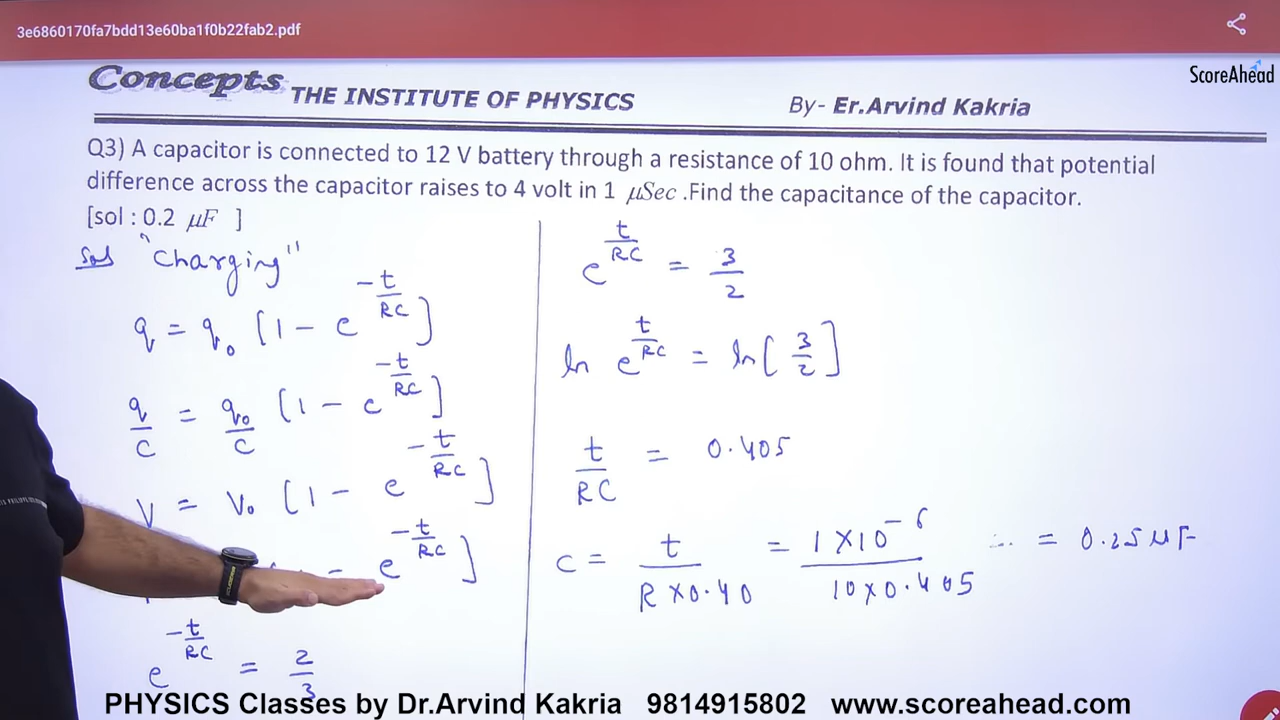 3e6860170fa7bdd13e60ba1f0b22fab2.pdf
ScoreAhead
Concepts THE INSTITUTE OF PHYSICS By- Er.Arvind Kakria
Q3) A capacitor is connected to 12 V battery through a resistance of 10 ohm. It is found that potential
difference across the capacitor raises to 4 volt in 1 μSec .Find the capacitance of the capacitor.
[sol : 0.2 μF ]
Sol "Charging"
q = q₀ [1 - e^(-t/RC)]
q/C = q₀/C [1 - e^(-t/RC)]
V = V₀ [1 - e^(-t/RC)]
- e^(-t/RC)]
e^(-t/RC) = 2/3
e^(t/RC) = 3/2
ln e^(t/RC) = ln[3/2]
t/RC = 0.405
C = t/(R×0.40) = 1×10^-6/(10×0.405) = 0.25 μF
PHYSICS Classes by Dr.Arvind Kakria 9814915802 www.scoreahead.com